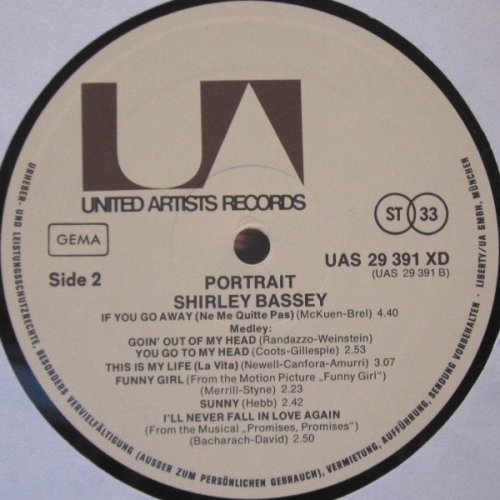 UA
UNITED ARTISTS RECORDS
GEMA
ST 33
Side 2
UAS 29 391 XD
(UAS 29 391 B)
PORTRAIT
SHIRLEY BASSEY
IF YOU GO AWAY (Ne Me Quitte Pas) (McKuen-Brel) 4.40
Medley:
GOIN' OUT OF MY HEAD (Randazzo-Weinstein)
YOU GO TO MY HEAD (Coots-Gillespie) 2.53
THIS IS MY LIFE (La Vita) (Newell-Canfora-Amurri) 3.07
FUNNY GIRL (From the Motion Picture „Funny Girl")
(Merrill-Styne) 2.23
SUNNY (Hebb) 2.42
I'LL NEVER FALL IN LOVE AGAIN
(From the Musical „Promises, Promises")
(Bacharach-David) 2.50
URHEBER- UND LEISTUNGSSCHUTZRECHTE, BESONDERS VERVIELFÄLTIGUNG (AUSSER ZUM PERSÖNLICHEN GEBRAUCH), VERMIETUNG, AUFFÜHRUNG, SENDUNG VORBEHALTEN · LIBERTY/UA GMBH, MÜNCHEN